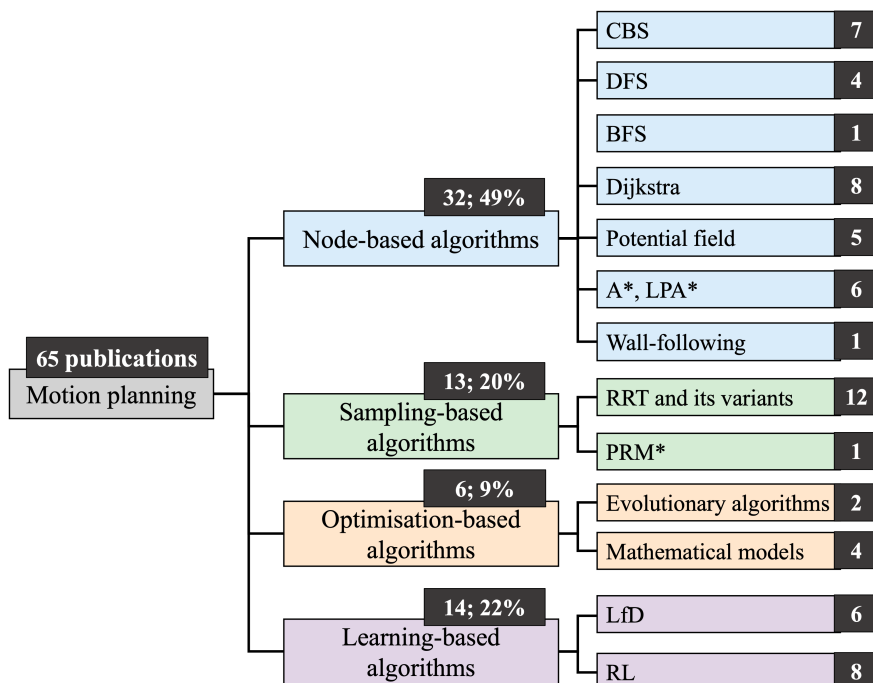 65 publications
Motion planning
32; 49%
Node-based algorithms
CBS 7
DFS 4
BFS 1
Dijkstra 8
Potential field 5
A*, LPA* 6
Wall-following 1
13; 20%
Sampling-based
algorithms
RRT and its variants 12
PRM* 1
6; 9%
Optimisation-based
algorithms
Evolutionary algorithms 2
Mathematical models 4
14; 22%
Learning-based
algorithms
LfD 6
RL 8